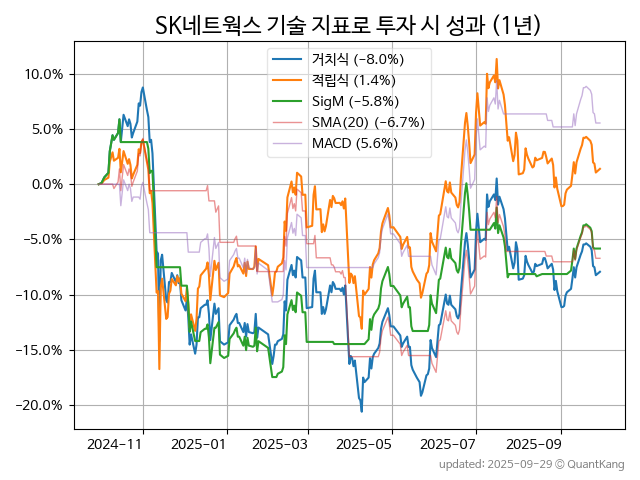 SK네트웍스 기술 지표로 투자 시 성과 (1년)
거치식 (−8.0%)
적립식 (1.4%)
SigM (−5.8%)
SMA(20) (−6.7%)
MACD (5.6%)
10.0%
5.0%
0.0%
−5.0%
−10.0%
−15.0%
−20.0%
2024-11 2025-01 2025-03 2025-05 2025-07 2025-09
updated: 2025-09-29 © QuantKang